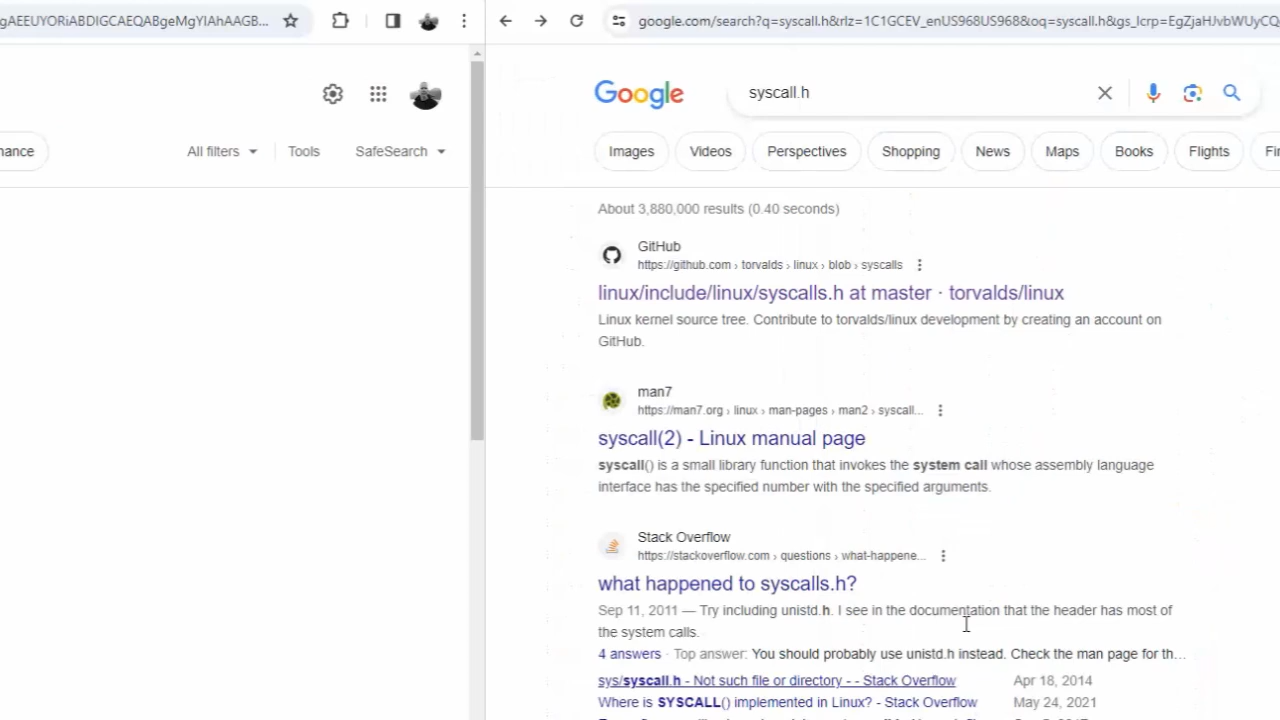 gAEEUYORiABDIGCAEQABgeMgYIAhAAGB...
google.com/search?q=syscall.h&rlz=1C1GCEV_enUS968US968&oq=syscall.h&gs_lcrp=EgZjaHJvbWUyCQ
Google
syscall.h
nance
All filters
Tools
SafeSearch
Images
Videos
Perspectives
Shopping
News
Maps
Books
Flights
Fi
About 3,880,000 results (0.40 seconds)
GitHub
https://github.com › torvalds › linux › blob › syscalls
linux/include/linux/syscalls.h at master · torvalds/linux
Linux kernel source tree. Contribute to torvalds/linux development by creating an account on
GitHub.
man7
https://man7.org › linux › man-pages › man2 › syscall...
syscall(2) - Linux manual page
syscall() is a small library function that invokes the system call whose assembly language
interface has the specified number with the specified arguments.
Stack Overflow
https://stackoverflow.com › questions › what-happene...
what happened to syscalls.h?
Sep 11, 2011 — Try including unistd.h. I see in the documentation that the header has most of
the system calls.
4 answers · Top answer: You should probably use unistd.h instead. Check the man page for th...
sys/syscall.h - Not such file or directory - - Stack Overflow Apr 18, 2014
Where is SYSCALL() implemented in Linux? - Stack Overflow May 24, 2021